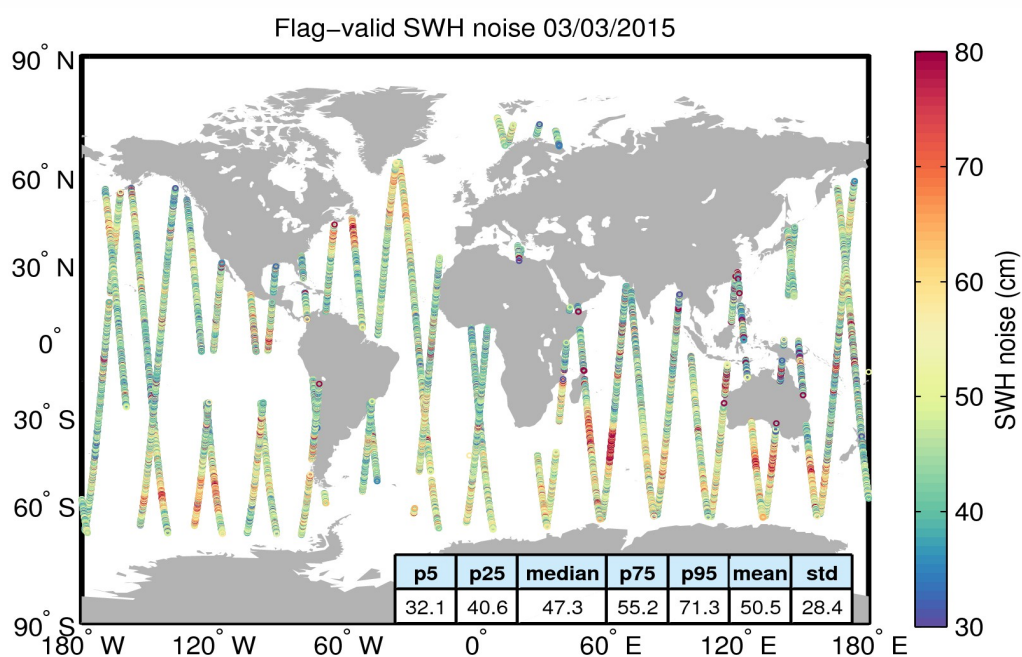 Flag−valid SWH noise 03/03/2015
90° N
60° N
30° N
0°
30° S
60° S
90° S
180° W
120° W
60° W
0°
60° E
120° E
180° E
80
70
60
50
40
30
SWH noise (cm)
p5 p25 median p75 p95 mean std
32.1 40.6 47.3 55.2 71.3 50.5 28.4